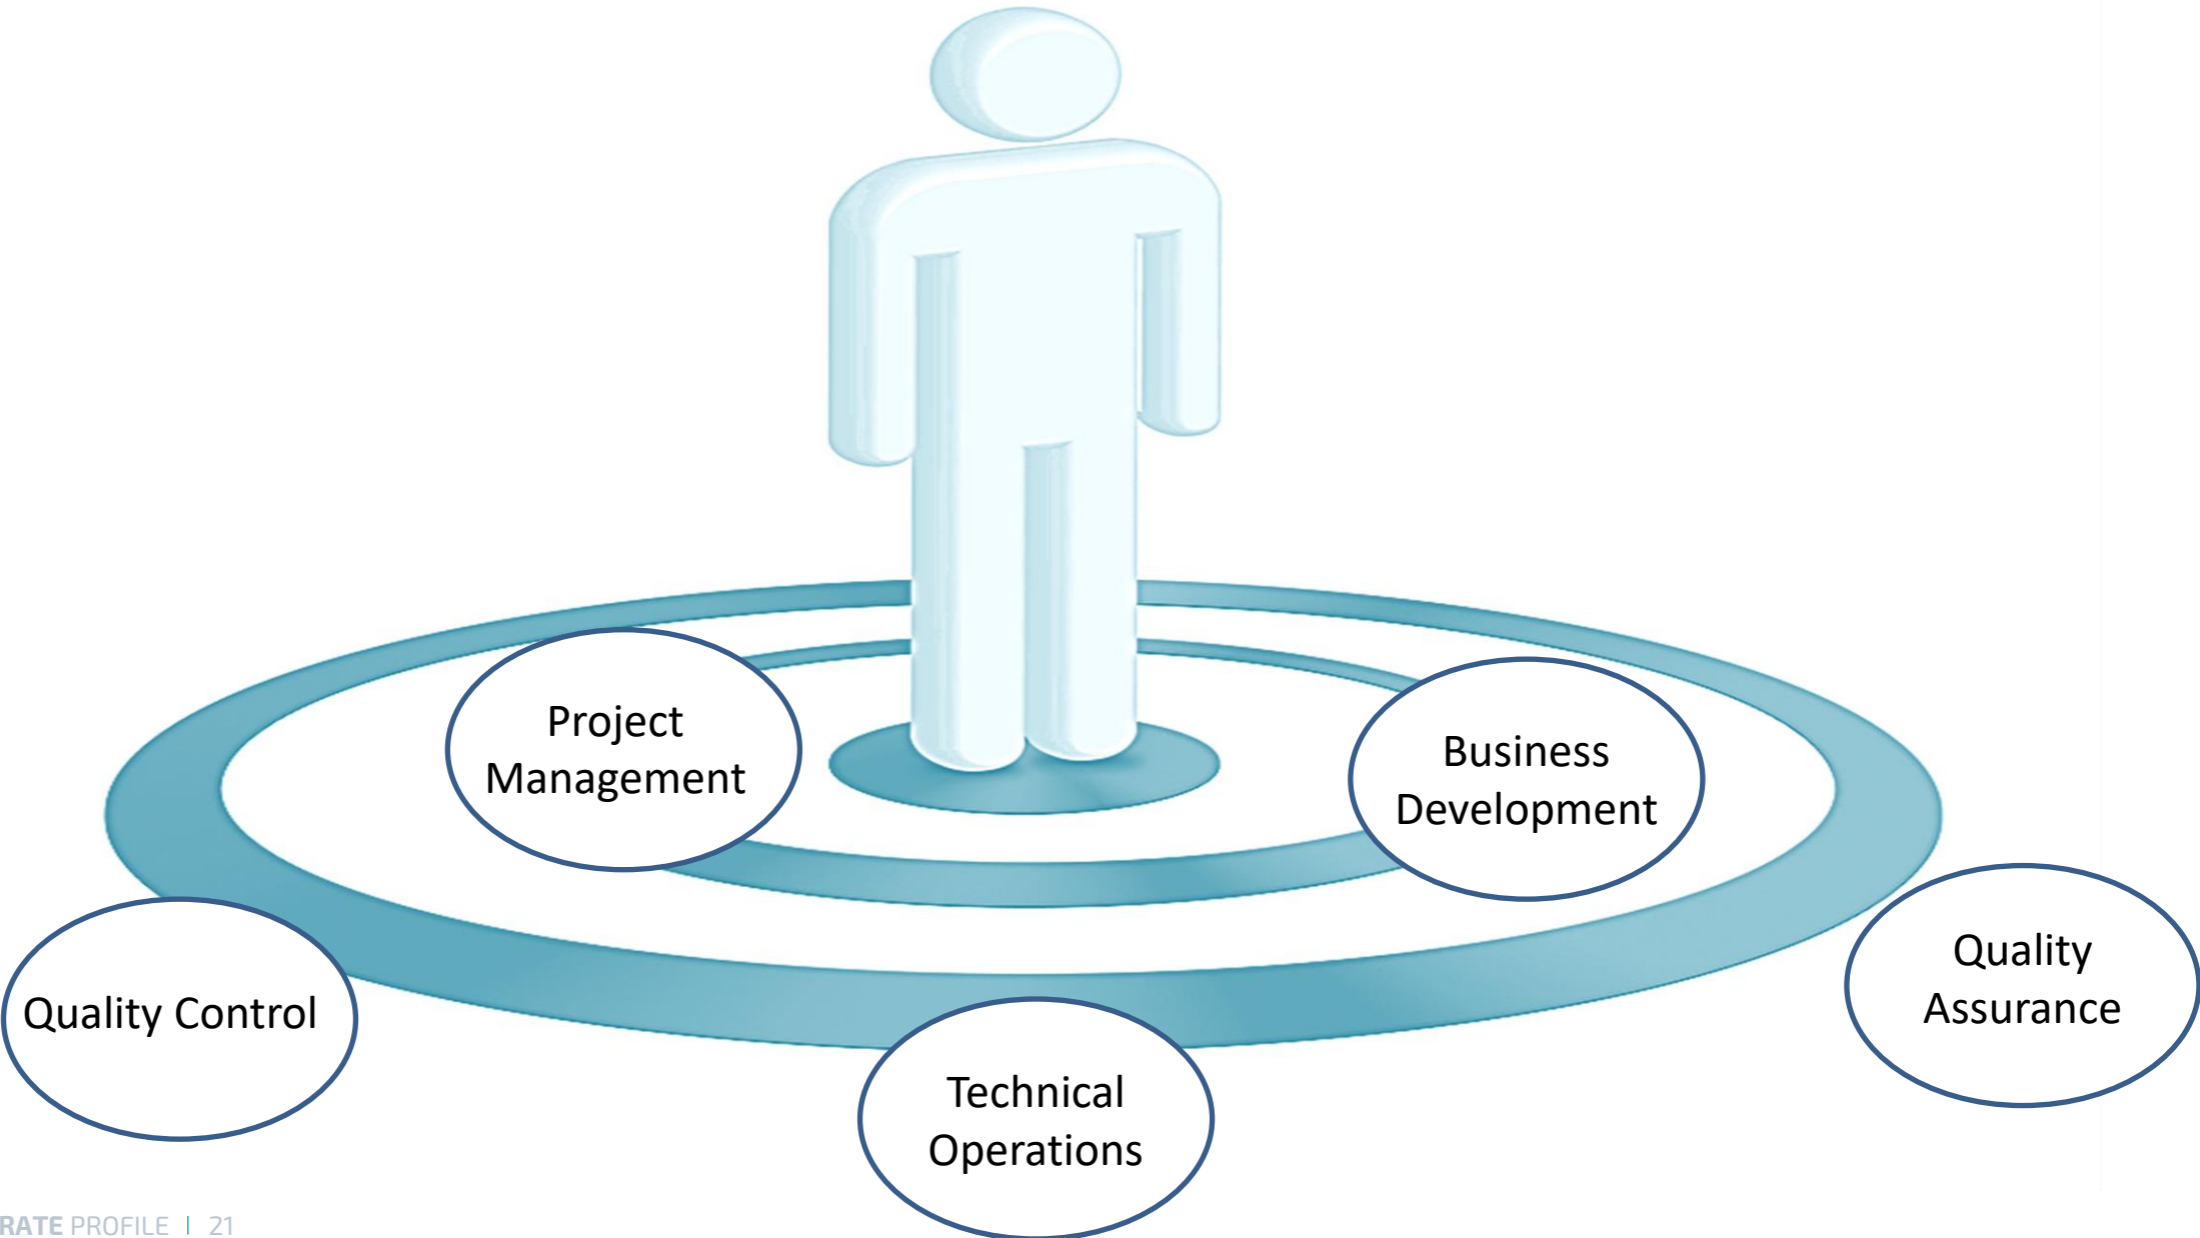 Project
Management
Business
Development
Quality Control
Technical
Operations
Quality
Assurance
RATE PROFILE | 21